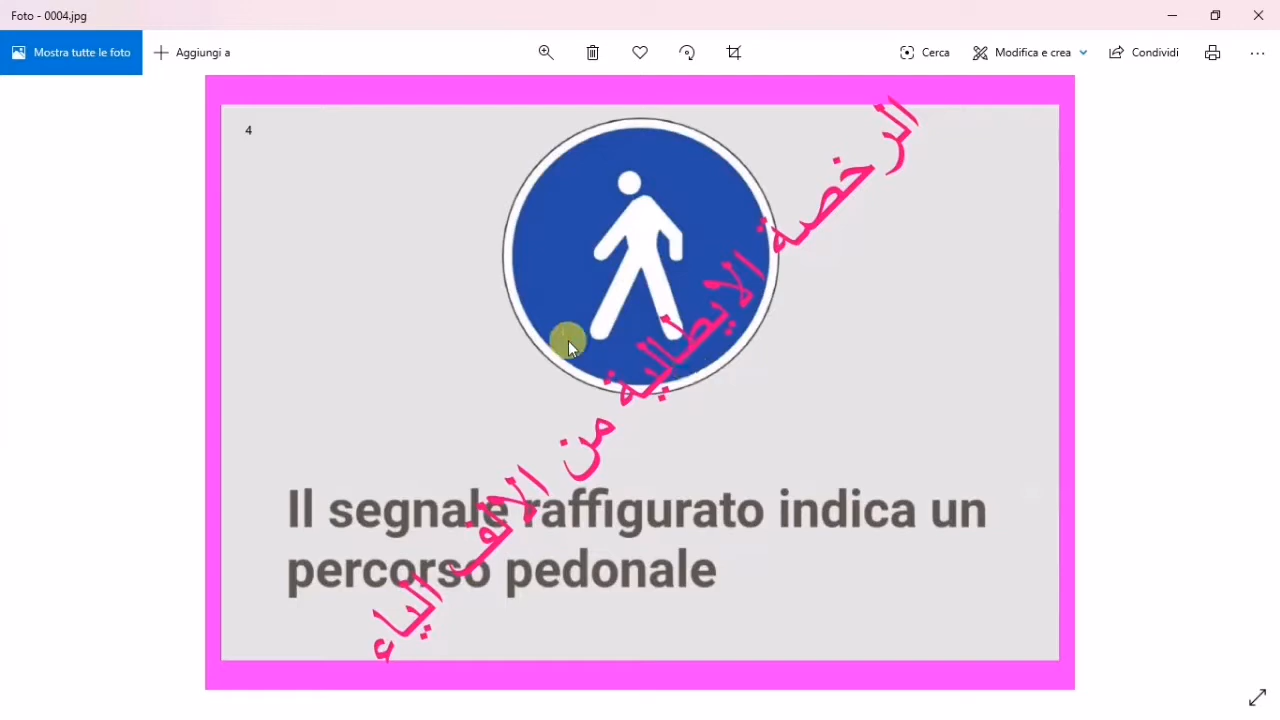 Foto - 0004.jpg
Mostra tutte le foto
Aggiungi a
Cerca
Modifica e crea
Condividi
4
الرخصة الايطالية من الالف الياء
Il segnale raffigurato indica un
percorso pedonale